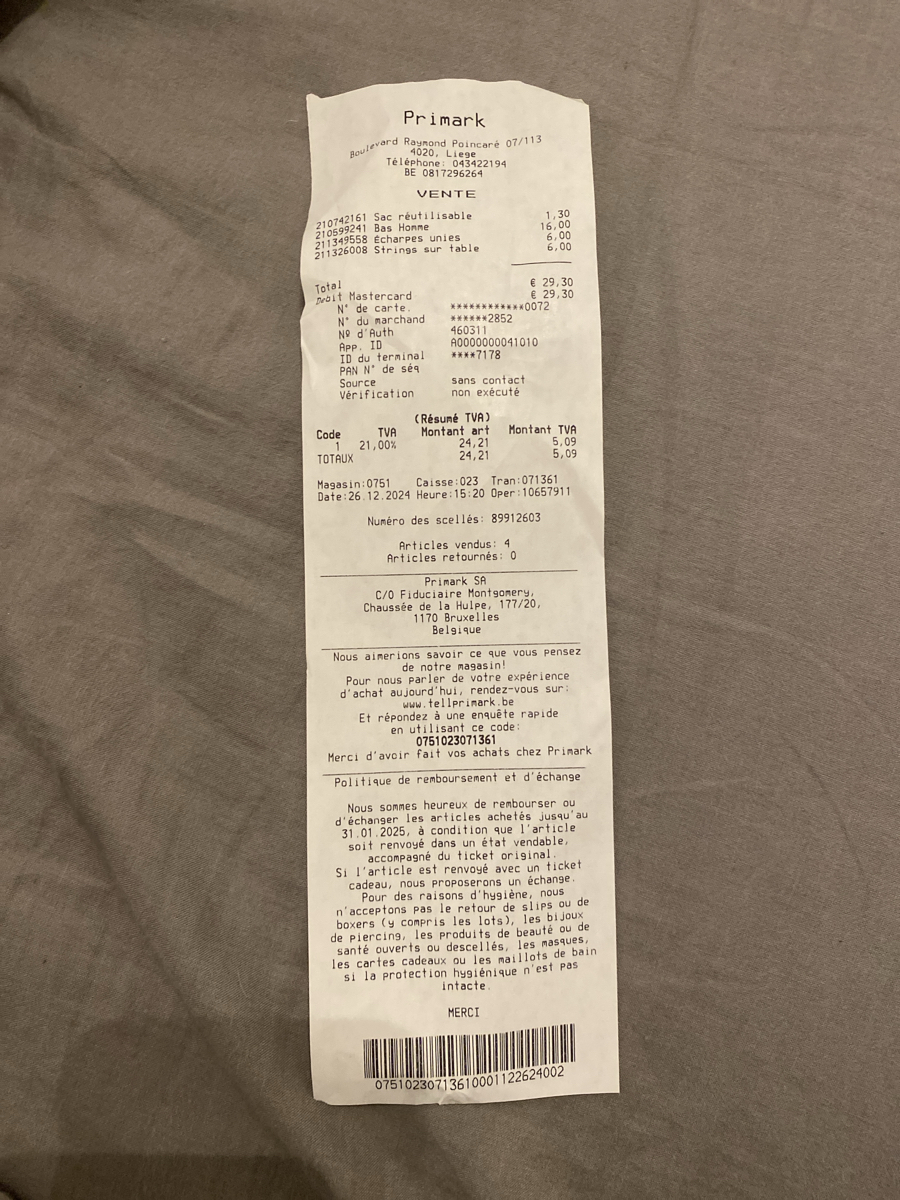 Primark
Boulevard Raymond Poincaré 07/113
4020, Liege
Téléphone: 043422194
BE 0817296264
VENTE
210742161 Sac réutilisable 1,30
210599241 Bas Homme 16,00
211349558 Écharpes unies 6,00
211326008 Strings sur table 6,00
Total € 29,30
Debit Mastercard € 29,30
N° de carte. ************0072
N° du marchand ******2852
Nº d'Auth 460311
App. ID A0000000041010
ID du terminal ****7178
PAN N° de séq
Source sans contact
Vérification non exécuté
(Résumé TVA)
Code TVA Montant art Montant TVA
1 21,00% 24,21 5,09
TOTAUX 24,21 5,09
Magasin:0751 Caisse:023 Tran:071361
Date:26.12.2024 Heure:15:20 Oper:10657911
Numéro des scellés: 89912603
Articles vendus: 4
Articles retournés: 0
Primark SA
C/O Fiduciaire Montgomery,
Chaussée de la Hulpe, 177/20,
1170 Bruxelles
Belgique
Nous aimerions savoir ce que vous pensez
de notre magasin!
Pour nous parler de votre expérience
d'achat aujourd'hui, rendez-vous sur:
www.tellprimark.be
Et répondez à une enquête rapide
en utilisant ce code:
0751023071361
Merci d'avoir fait vos achats chez Primark
Politique de remboursement et d'échange
Nous sommes heureux de rembourser ou
d'échanger les articles achetés jusqu'au
31.01.2025, à condition que l'article
soit renvoyé dans un état vendable,
accompagné du ticket original.
Si l'article est renvoyé avec un ticket
cadeau, nous proposerons un échange.
Pour des raisons d'hygiène, nous
n'acceptons pas le retour de slips ou de
boxers (y compris les lots), les bijoux
de piercing, les produits de beauté ou de
santé ouverts ou descellés, les masques,
les cartes cadeaux ou les maillots de bain
si la protection hygiénique n'est pas
intacte.
MERCI
07510230713610001122624002